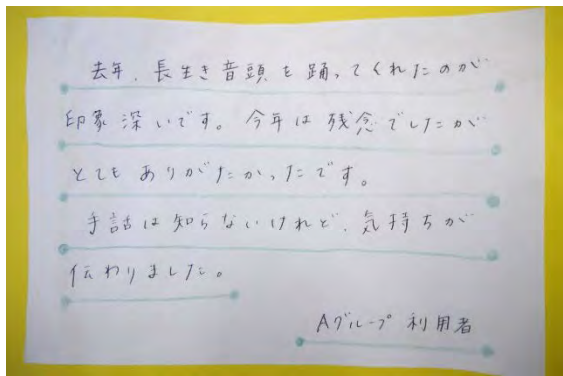 去年、長生き音頭を踊ってくれたのが
印象深いです。今年は残念でしたが
とてもありがたかったです。
手話は知らないけれど、気持ちが
伝わりました。
Aグループ 利用者